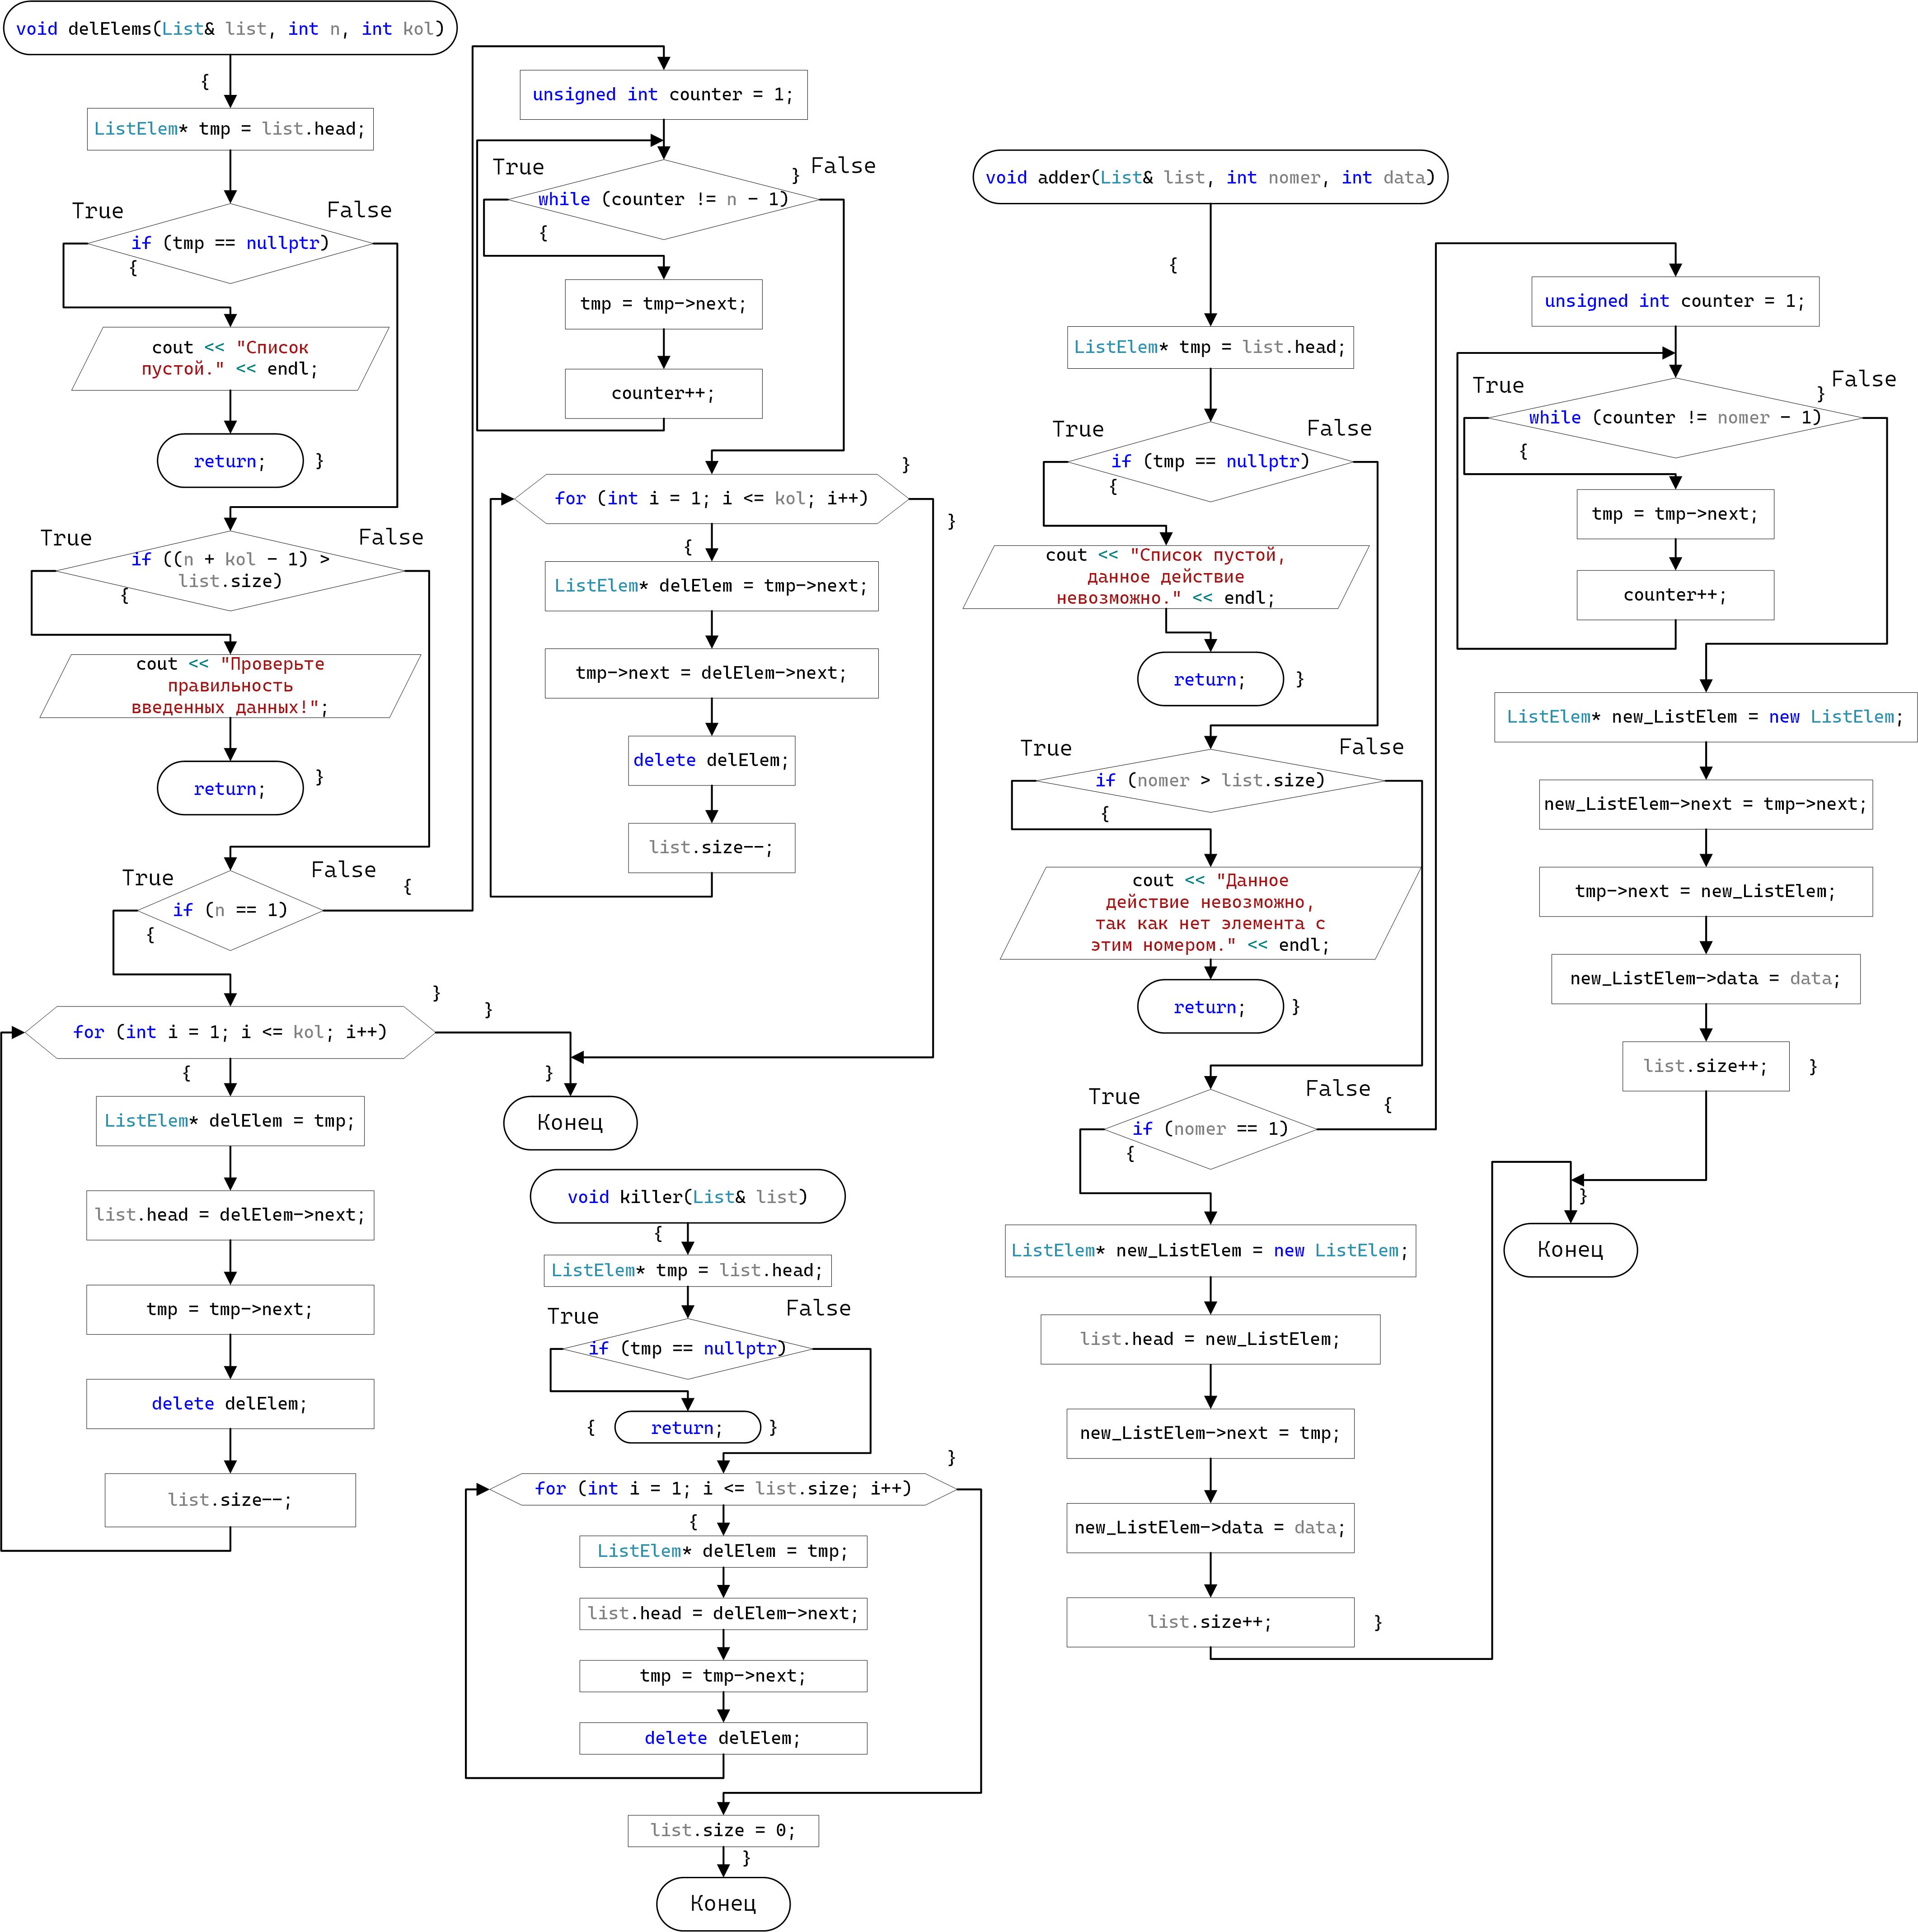 void delElems(List& list, int n, int kol)
{
ListElem* tmp = list.head;
True
False
if (tmp == nullptr)
{
cout << "Список
пустой." << endl;
return;
}
True
False
if ((n + kol - 1) >
list.size)
{
cout << "Проверьте
правильность
введенных данных!";
return;
}
True
False
if (n == 1)
{
{
for (int i = 1; i <= kol; i++)
}
}
{
ListElem* delElem = tmp;
list.head = delElem->next;
tmp = tmp->next;
delete delElem;
list.size--;
unsigned int counter = 1;
True
False
}
while (counter != n - 1)
{
tmp = tmp->next;
counter++;
}
for (int i = 1; i <= kol; i++)
}
{
ListElem* delElem = tmp->next;
tmp->next = delElem->next;
delete delElem;
list.size--;
}
Конец
void killer(List& list)
{
ListElem* tmp = list.head;
True
False
if (tmp == nullptr)
{
return;
}
}
for (int i = 1; i <= list.size; i++)
{
ListElem* delElem = tmp;
list.head = delElem->next;
tmp = tmp->next;
delete delElem;
list.size = 0;
}
Конец
void adder(List& list, int nomer, int data)
{
ListElem* tmp = list.head;
True
False
if (tmp == nullptr)
{
cout << "Список пустой,
данное действие
невозможно." << endl;
return;
}
True
False
if (nomer > list.size)
{
cout << "Данное
действие невозможно,
так как нет элемента с
этим номером." << endl;
return;
}
True
False
if (nomer == 1)
{
{
ListElem* new_ListElem = new ListElem;
list.head = new_ListElem;
new_ListElem->next = tmp;
new_ListElem->data = data;
list.size++;
}
unsigned int counter = 1;
True
False
}
while (counter != nomer - 1)
{
tmp = tmp->next;
counter++;
ListElem* new_ListElem = new ListElem;
new_ListElem->next = tmp->next;
tmp->next = new_ListElem;
new_ListElem->data = data;
list.size++;
}
}
Конец